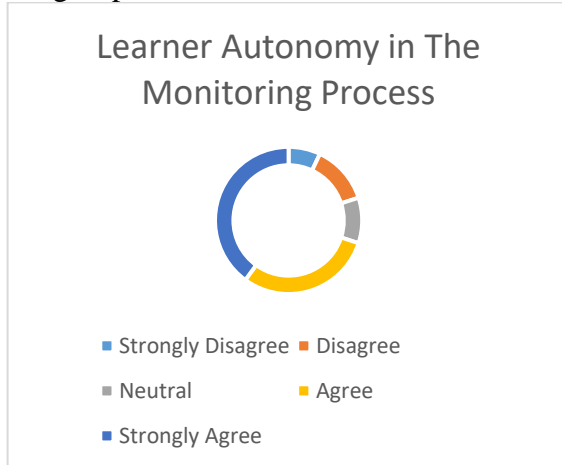 Learner Autonomy in The
Monitoring Process
Strongly Disagree Disagree
Neutral Agree
Strongly Agree